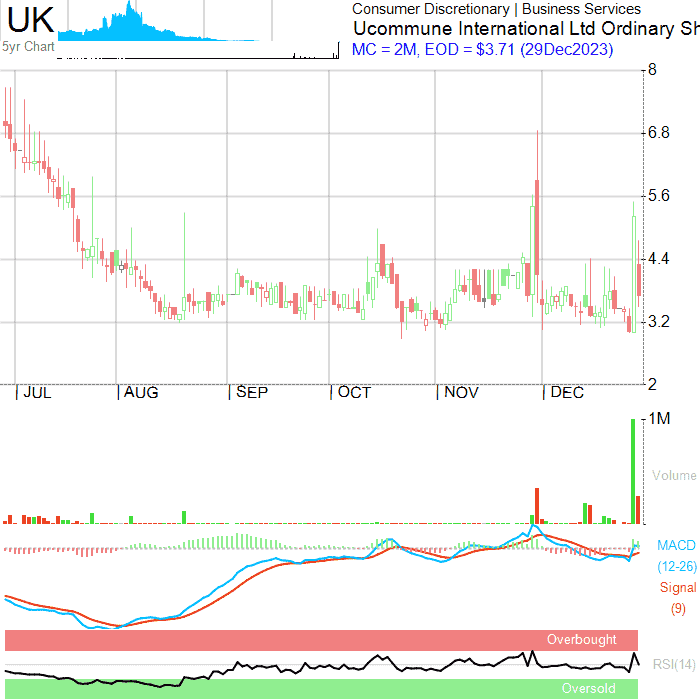 UK
5yr Chart
Consumer Discretionary | Business Services
Ucommune International Ltd Ordinary Sh
MC = 2M, EOD = $3.71 (29Dec2023)
8
6.8
5.6
4.4
3.2
2
JUL AUG SEP OCT NOV DEC
1M
Volume
MACD
(12-26)
Signal
(9)
Overbought
RSI(14)
Oversold